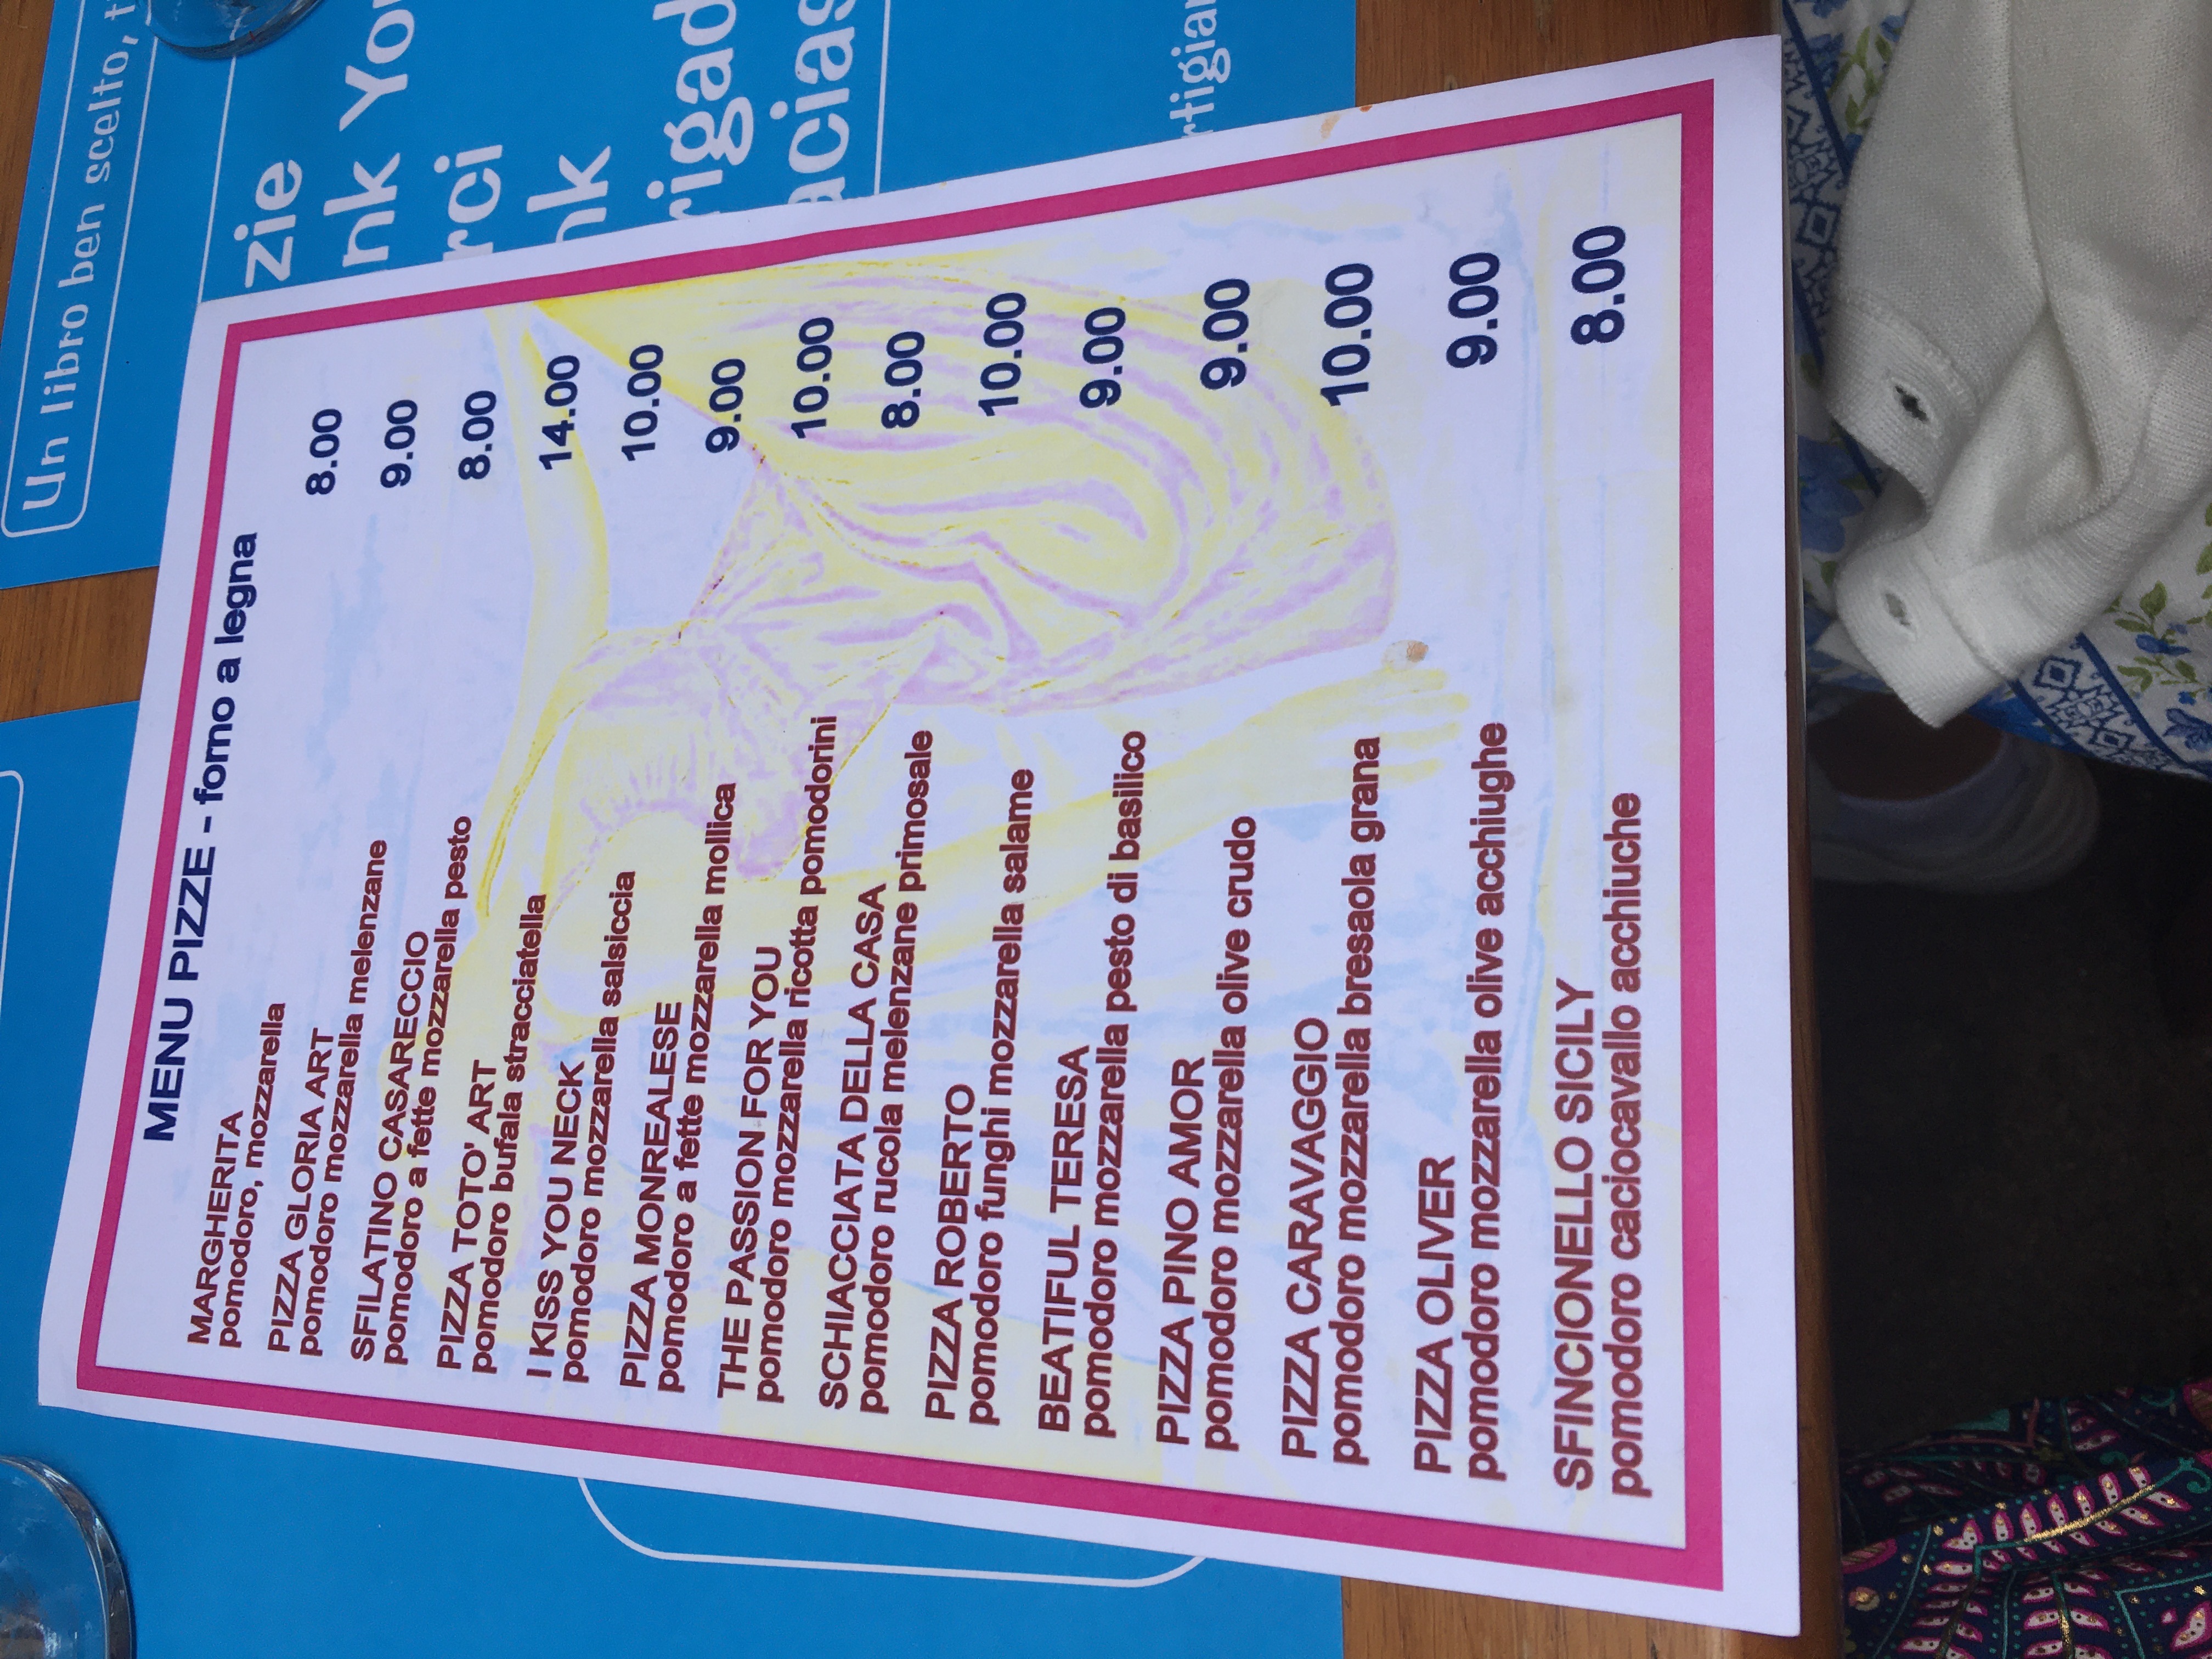 Un libro ben scelto,
MENU PIZZE - forno a legna
MARGHERITA
pomodoro, mozzarella
8.00
PIZZA GLORIA ART
pomodoro mozzarella melenzane
9.00
SFILATINO CASARECCIO
pomodoro a fette mozzarella pesto
8.00
PIZZA TOTO' ART
pomodoro bufala stracciatella
14.00
I KISS YOU NECK
pomodoro mozzarella salsiccia
10.00
PIZZA MONREALESE
pomodoro a fette mozzarella mollica
9.00
THE PASSION FOR YOU
pomodoro mozzarella ricotta pomodorini
10.00
SCHIACCIATA DELLA CASA
pomodoro rucola melenzane primosale
8.00
PIZZA ROBERTO
pomodoro funghi mozzarella salame
10.00
BEATIFUL TERESA
pomodoro mozzarella pesto di basilico
9.00
PIZZA PINO AMOR
pomodoro mozzarella olive crudo
9.00
PIZZA CARAVAGGIO
pomodoro mozzarella bresaola grana
10.00
PIZZA OLIVER
pomodoro mozzarella olive acchiughe
9.00
SFINCIONELLO SICILY
pomodoro caciocavallo acchiuche
8.00
zie
nk You
rci
nk
rigad
acias
rtigia